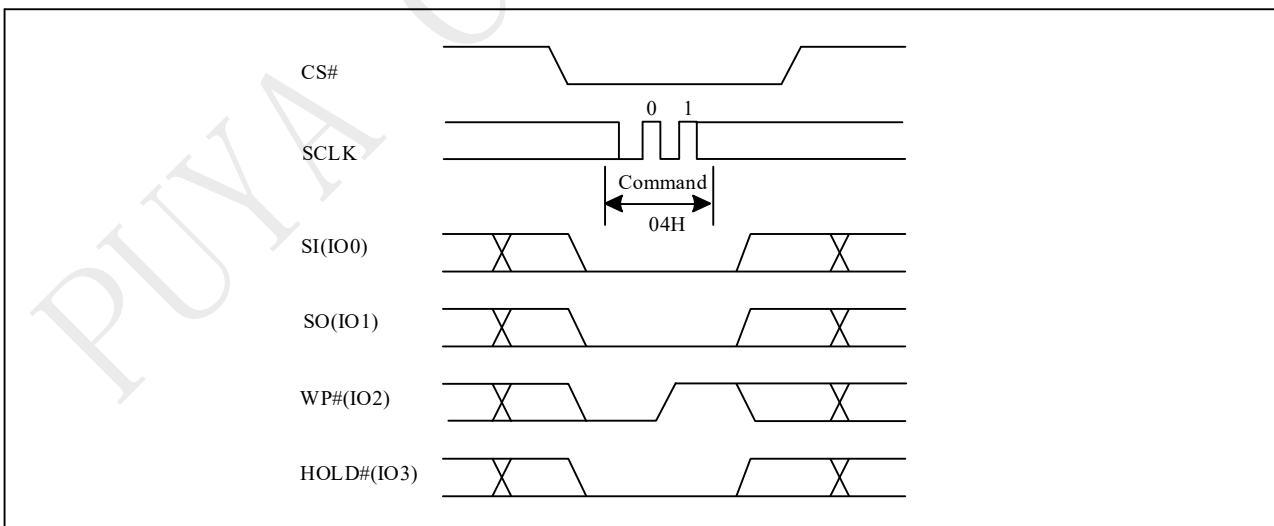 CS#
0 1
SCLK
Command
04H
SI(IO0)
SO(IO1)
WP#(IO2)
HOLD#(IO3)
PUYA